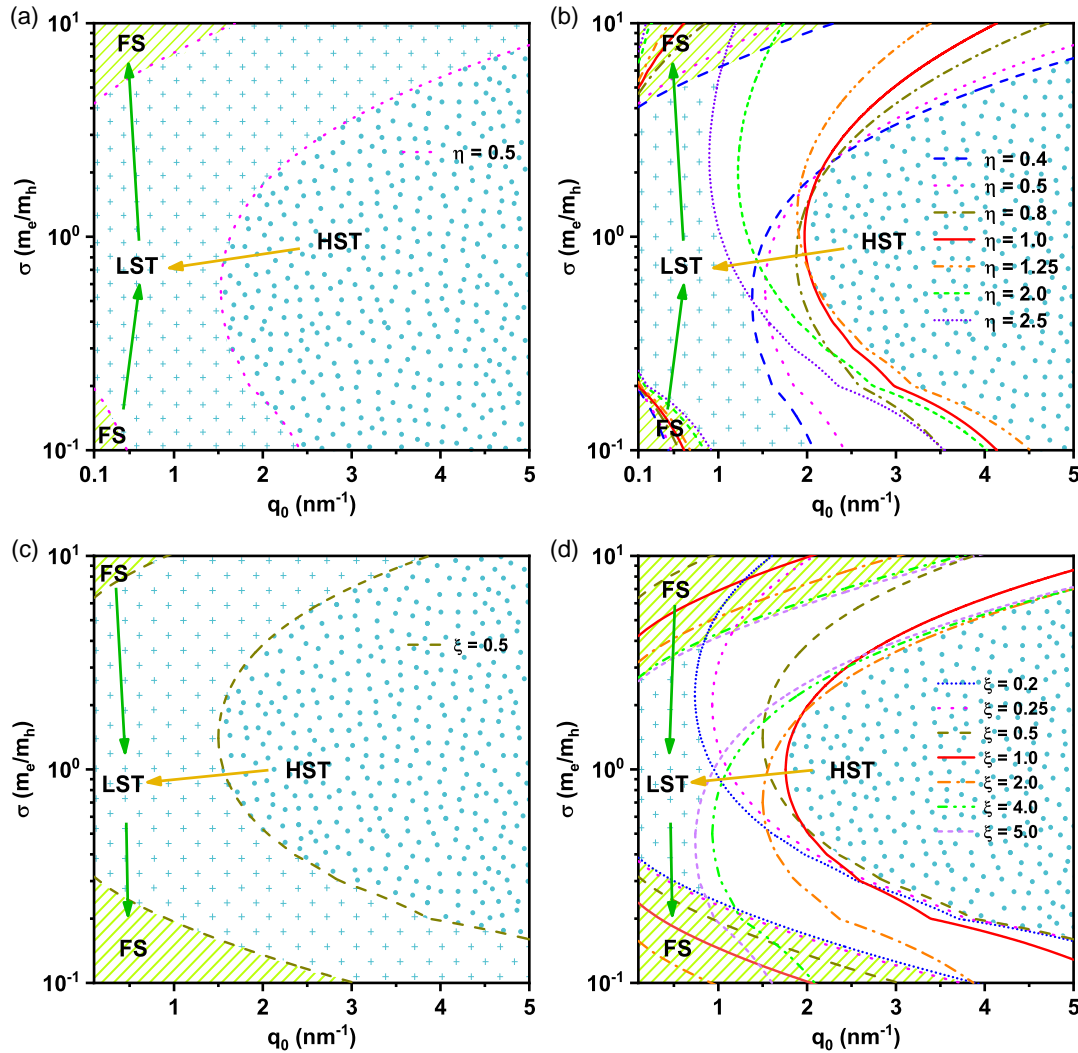 (a)
FS
LST
HST
FS
η = 0.5
σ (mₑ/mₕ)
10¹
10⁰
10⁻¹
0.1 1 2 3 4 5
q₀ (nm⁻¹)
(b)
FS
LST
HST
FS
η = 0.4
η = 0.5
η = 0.8
η = 1.0
η = 1.25
η = 2.0
η = 2.5
σ (mₑ/mₕ)
10¹
10⁰
10⁻¹
0.1 1 2 3 4 5
q₀ (nm⁻¹)
(c)
FS
LST
HST
FS
ξ = 0.5
σ (mₑ/mₕ)
10¹
10⁰
10⁻¹
0.1 1 2 3 4 5
q₀ (nm⁻¹)
(d)
FS
LST
HST
FS
ξ = 0.2
ξ = 0.25
ξ = 0.5
ξ = 1.0
ξ = 2.0
ξ = 4.0
ξ = 5.0
σ (mₑ/mₕ)
10¹
10⁰
10⁻¹
0.1 1 2 3 4 5
q₀ (nm⁻¹)